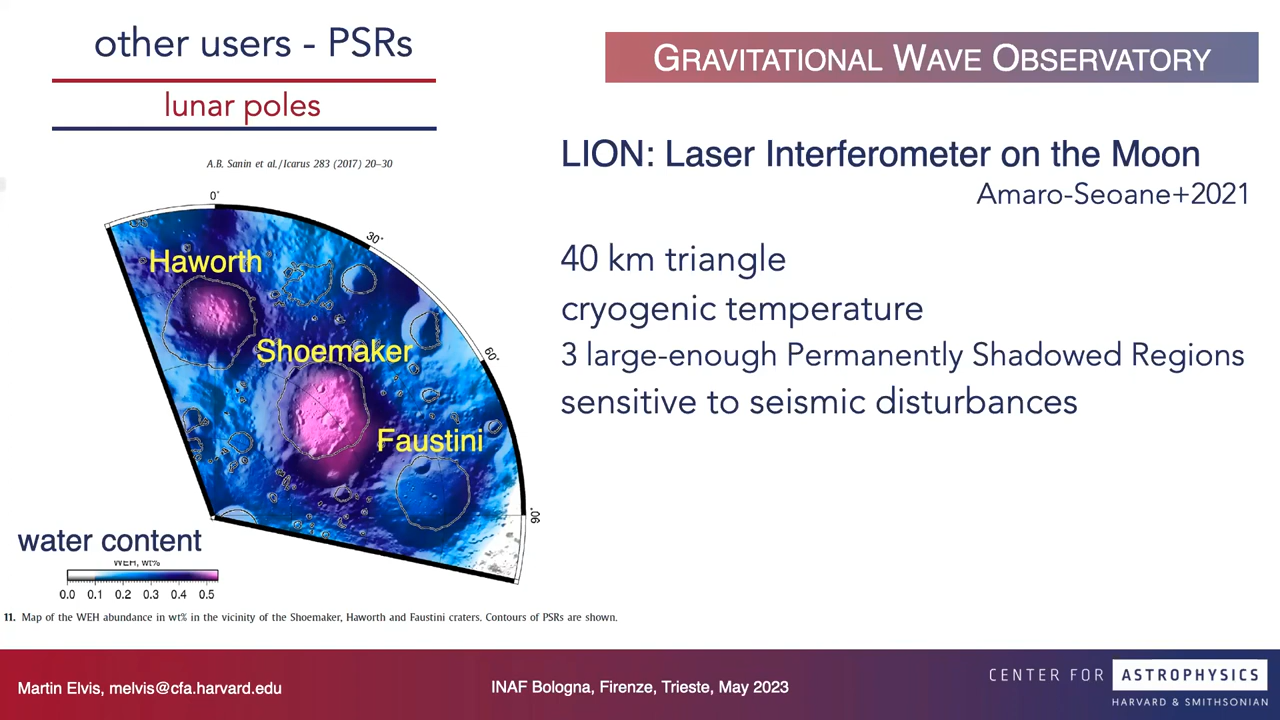 other users - PSRs
lunar poles
GRAVITATIONAL WAVE OBSERVATORY
LION: Laser Interferometer on the Moon
Amaro-Seoane+2021
40 km triangle
cryogenic temperature
3 large-enough Permanently Shadowed Regions
sensitive to seismic disturbances
A.B. Sanin et al./Icarus 283 (2017) 20–30
0°
30°
60°
90°
Haworth
Shoemaker
Faustini
water content
WEH, wt%
0.0 0.1 0.2 0.3 0.4 0.5
11. Map of the WEH abundance in wt% in the vicinity of the Shoemaker, Haworth and Faustini craters. Contours of PSRs are shown.
Martin Elvis, melvis@cfa.harvard.edu
INAF Bologna, Firenze, Trieste, May 2023
CENTER FOR ASTROPHYSICS
HARVARD & SMITHSONIAN